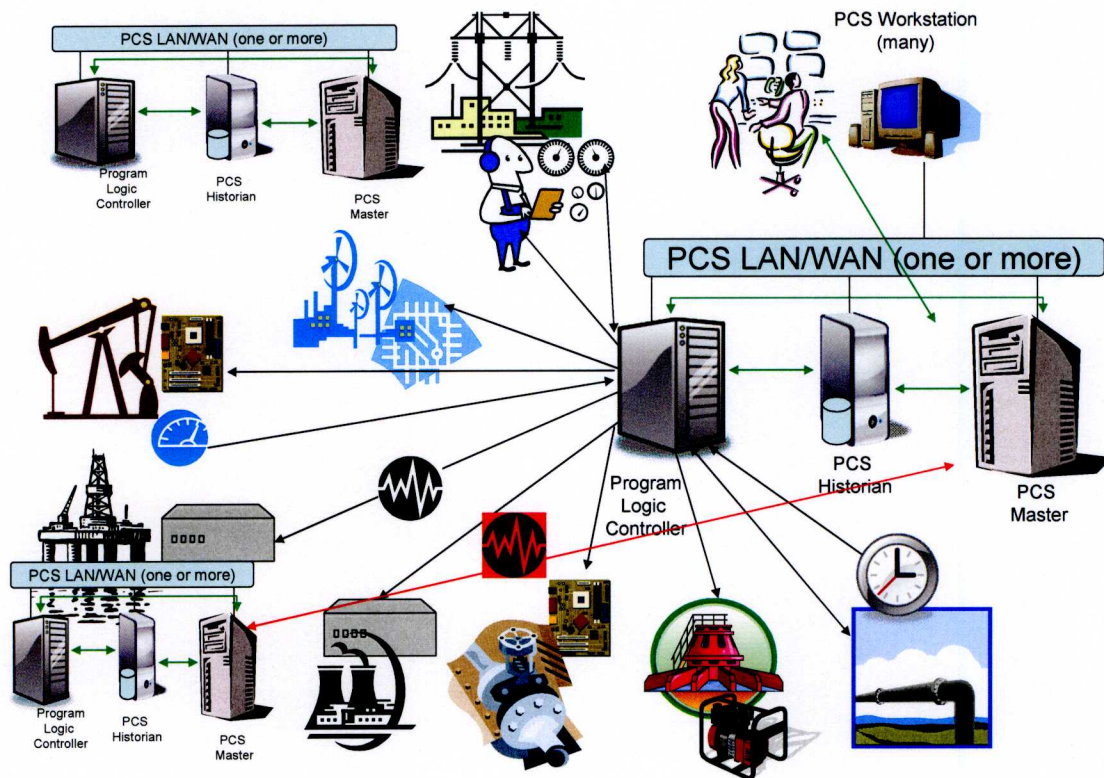 PCS LAN/WAN (one or more)
Program
Logic
Controller
PCS
Historian
PCS
Master
PCS Workstation
(many)
PCS LAN/WAN (one or more)
Program
Logic
Controller
PCS
Historian
PCS
Master
PCS LAN/WAN (one or more)
Program
Logic
Controller
PCS
Historian
PCS
Master